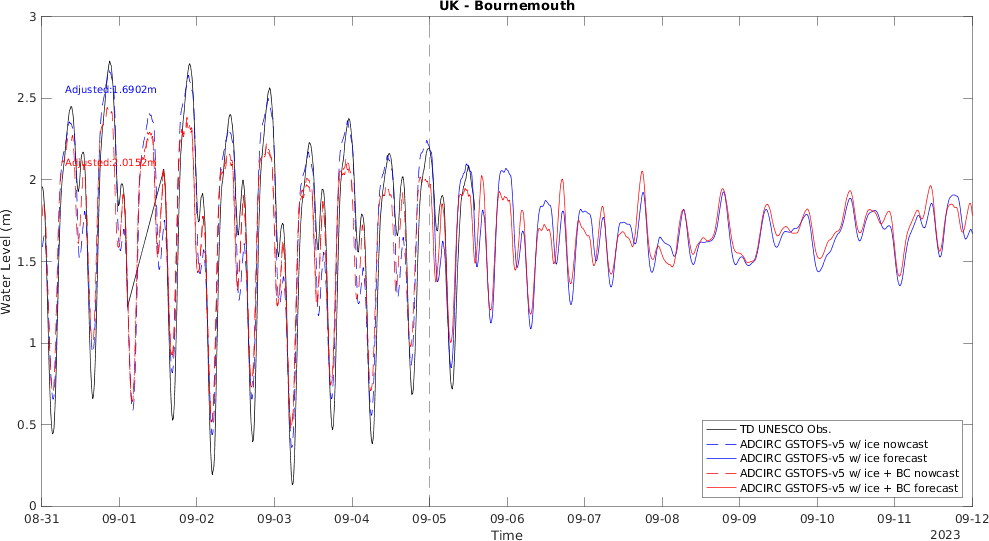 UK - Bournemouth
3
2.5
2
1.5
1
0.5
0
Water Level (m)
Adjusted:1.6902m
Adjusted:2.0152m
TD UNESCO Obs.
ADCIRC GSTOFS-v5 w/ ice nowcast
ADCIRC GSTOFS-v5 w/ ice forecast
ADCIRC GSTOFS-v5 w/ ice + BC nowcast
ADCIRC GSTOFS-v5 w/ ice + BC forecast
08-31 09-01 09-02 09-03 09-04 09-05 09-06 09-07 09-08 09-09 09-10 09-11 09-12
Time
2023